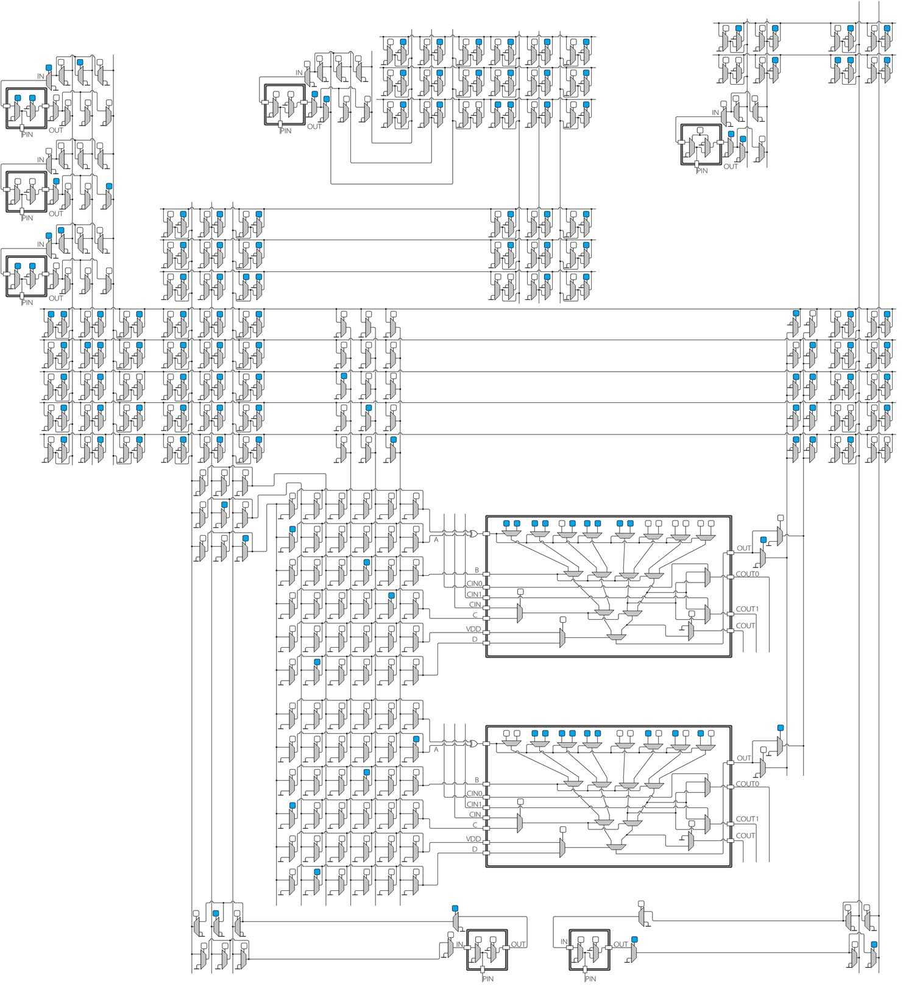 IN
PIN
OUT
IN
PIN
OUT
IN
PIN
OUT
IN
PIN
OUT
IN
PIN
OUT
A
B
CIN0
CIN1
CIN
C
VDD
D
OUT
COUT0
COUT1
COUT
A
B
CIN0
CIN1
CIN
C
VDD
D
OUT
COUT0
COUT1
COUT
IN
OUT
PIN
IN
OUT
PIN